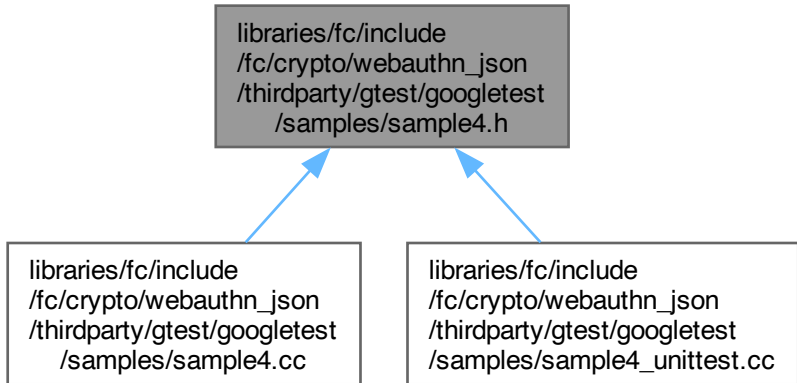 libraries/fc/include
/fc/crypto/webauthn_json
/thirdparty/gtest/googletest
/samples/sample4.h
libraries/fc/include
/fc/crypto/webauthn_json
/thirdparty/gtest/googletest
/samples/sample4.cc
libraries/fc/include
/fc/crypto/webauthn_json
/thirdparty/gtest/googletest
/samples/sample4_unittest.cc